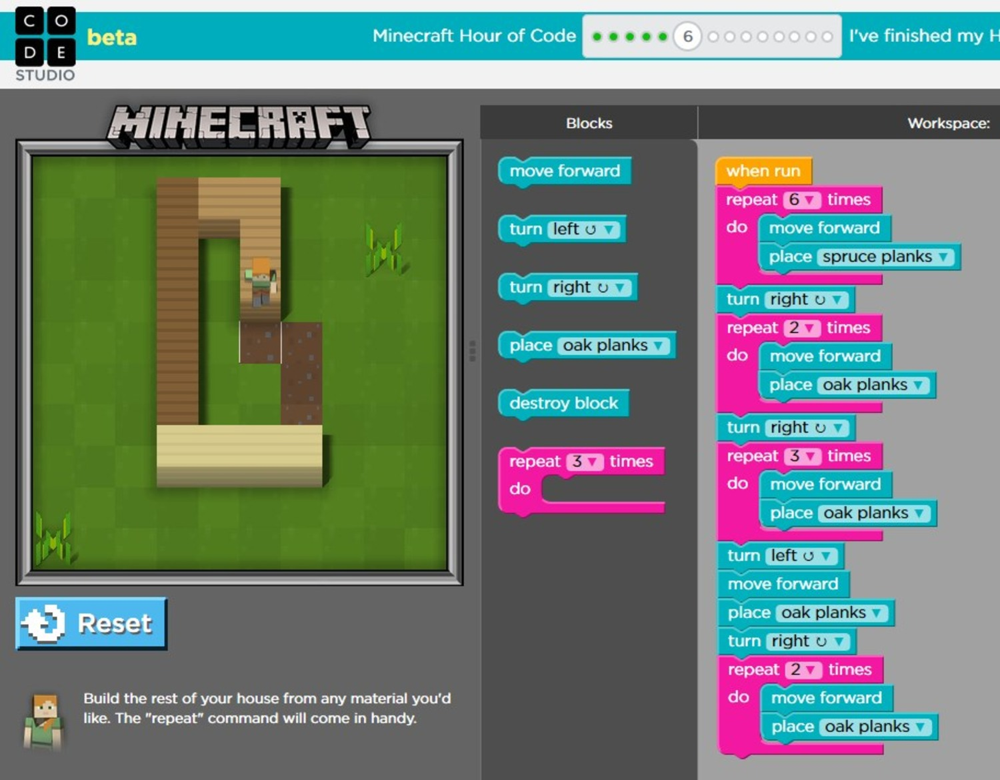 CO
DE
STUDIO
beta
Minecraft Hour of Code
6
I've finished my H
MINECRAFT
Blocks
Workspace:
move forward
turn left ↺ ▼
turn right ↻ ▼
place oak planks ▼
destroy block
repeat 3 ▼ times
do
when run
repeat 6 ▼ times
do move forward
place spruce planks ▼
turn right ↻ ▼
repeat 2 ▼ times
do move forward
place oak planks ▼
turn right ↻ ▼
repeat 3 ▼ times
do move forward
place oak planks ▼
turn left ↺ ▼
move forward
place oak planks ▼
turn right ↻ ▼
repeat 2 ▼ times
do move forward
place oak planks ▼
Reset
Build the rest of your house from any material you'd
like. The "repeat" command will come in handy.